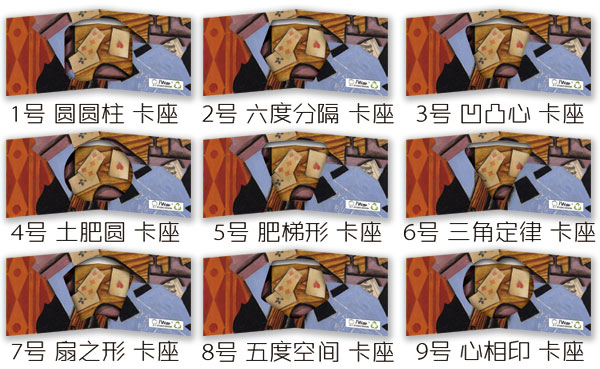 1号 圆圆柱 卡座
2号 六度分隔 卡座
3号 凹凸心 卡座
4号 土肥圆 卡座
5号 肥梯形 卡座
6号 三角定律 卡座
7号 扇之形 卡座
8号 五度空间 卡座
9号 心相印 卡座